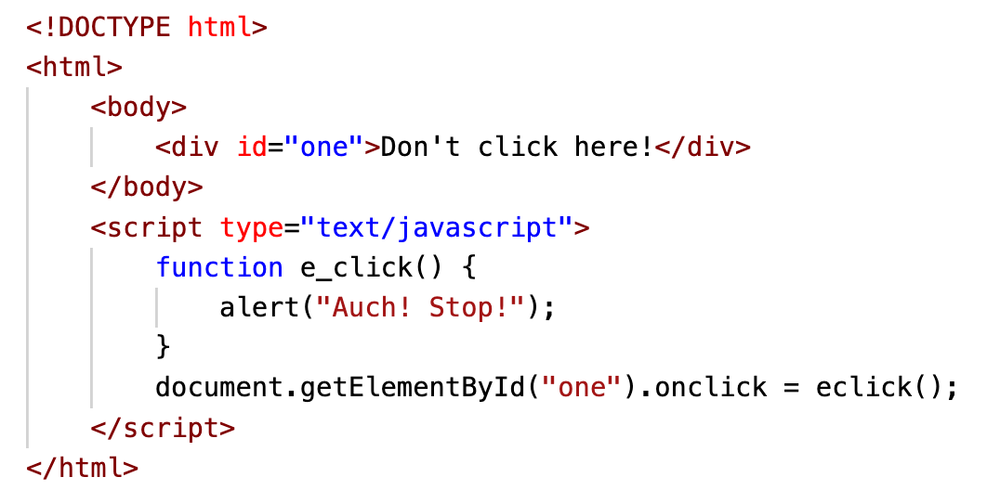 <!DOCTYPE html>
<html>
    <body>
        <div id="one">Don't click here!</div>
    </body>
    <script type="text/javascript">
        function e_click() {
            alert("Auch! Stop!");
        }
        document.getElementById("one").onclick = eclick();
    </script>
</html>